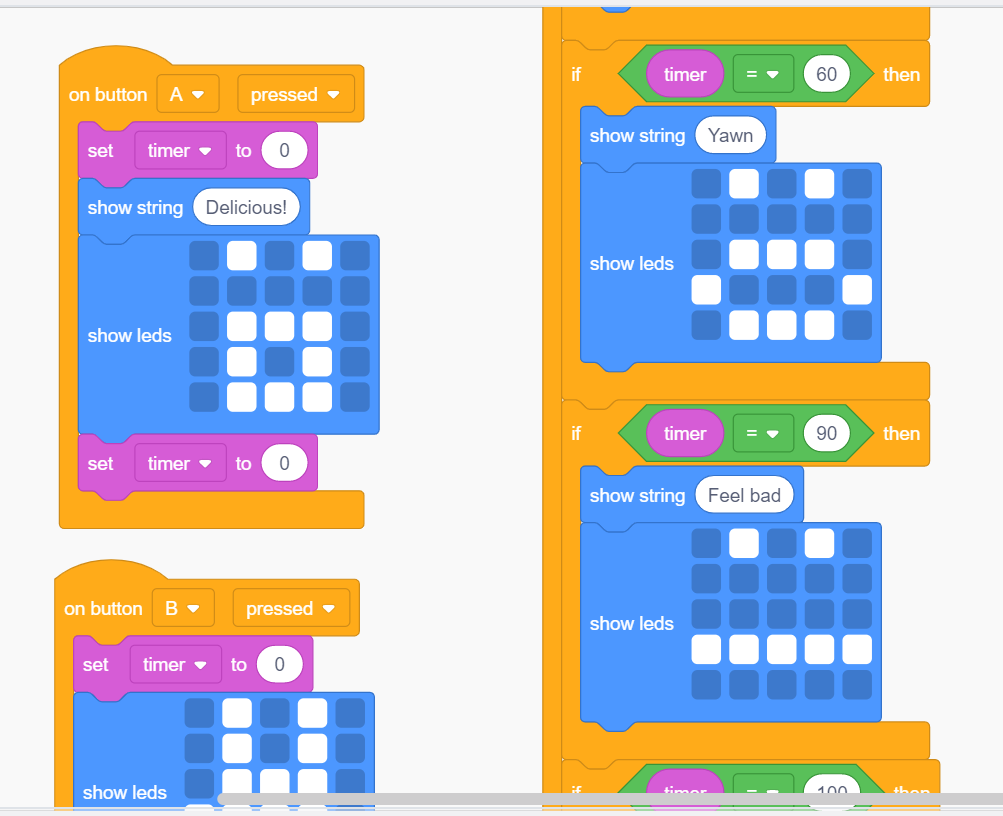 on button A pressed
set timer to 0
show string Delicious!
show leds
set timer to 0
on button B pressed
set timer to 0
show leds
if timer = 60 then
show string Yawn
show leds
if timer = 90 then
show string Feel bad
show leds
if timer = 100 then